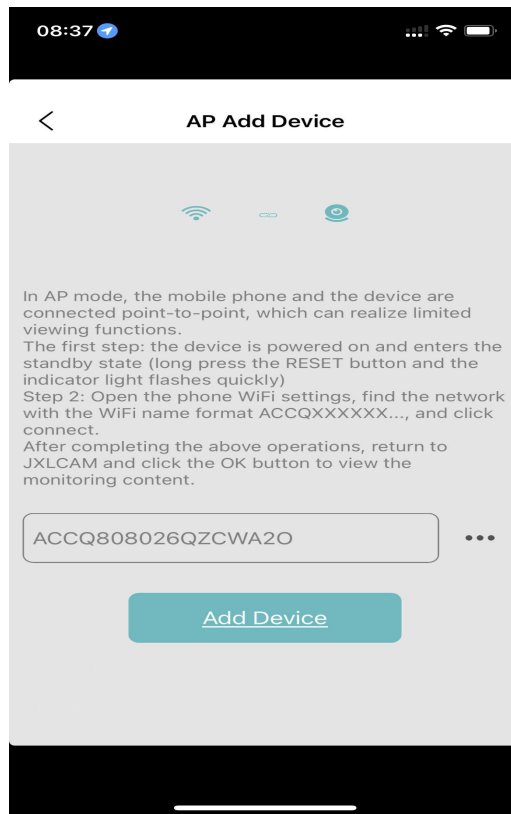 08:37
AP Add Device
In AP mode, the mobile phone and the device are
connected point-to-point, which can realize limited
viewing functions.
The first step: the device is powered on and enters the
standby state (long press the RESET button and the
indicator light flashes quickly)
Step 2: Open the phone WiFi settings, find the network
with the WiFi name format ACCQXXXXXX..., and click
connect.
After completing the above operations, return to
JXLCAM and click the OK button to view the
monitoring content.
ACCQ808026QZCWA2O
Add Device